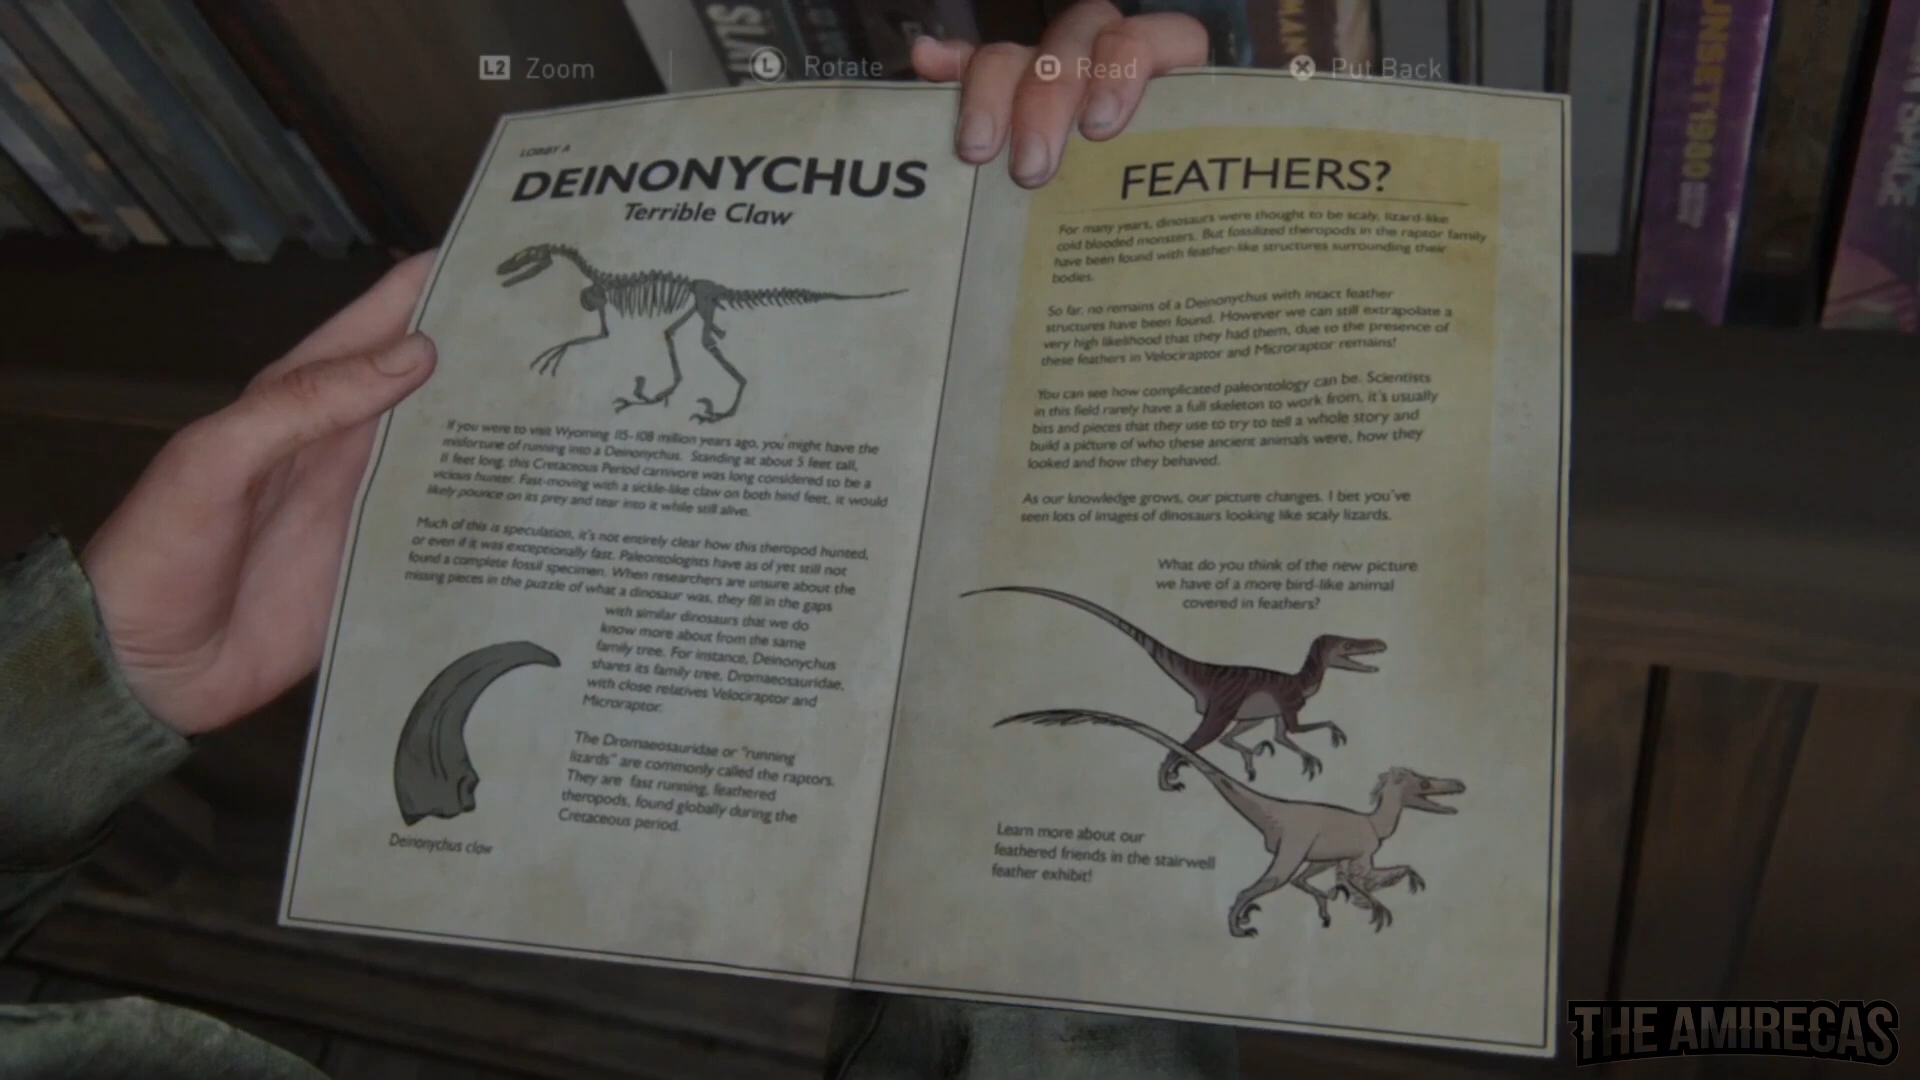 L2 Zoom
L Rotate
Read
Put Back
LOBBY A
DEINONYCHUS
Terrible Claw
If you were to visit Wyoming 115-108 million years ago, you might have the
misfortune of running into a Deinonychus. Standing at about 5 feet tall,
11 feet long, this Cretaceous Period carnivore was long considered to be a
vicious hunter. Fast-moving with a sickle-like claw on both hind feet, it would
likely pounce on its prey and tear into it while still alive.
Much of this is speculation, it's not entirely clear how this theropod hunted,
or even if it was exceptionally fast. Paleontologists have as of yet still not
found a complete fossil specimen. When researchers are unsure about the
missing pieces in the puzzle of what a dinosaur was, they fill in the gaps
with similar dinosaurs that we do
know more about from the same
family tree. For instance, Deinonychus
shares its family tree, Dromaeosauridae,
with close relatives Velociraptor and
Microraptor.
The Dromaeosauridae or "running
lizards" are commonly called the raptors.
They are fast running, feathered
theropods, found globally during the
Cretaceous period.
Deinonychus claw
FEATHERS?
For many years, dinosaurs were thought to be scaly, lizard-like
cold blooded monsters. But fossilized theropods in the raptor family
have been found with feather-like structures surrounding their
bodies.
So far, no remains of a Deinonychus with intact feather
structures have been found. However we can still extrapolate a
very high likelihood that they had them, due to the presence of
these feathers in Velociraptor and Microraptor remains!
You can see how complicated paleontology can be. Scientists
in this field rarely have a full skeleton to work from, it's usually
bits and pieces that they use to try to tell a whole story and
build a picture of who these ancient animals were, how they
looked and how they behaved.
As our knowledge grows, our picture changes. I bet you've
seen lots of images of dinosaurs looking like scaly lizards.
What do you think of the new picture
we have of a more bird-like animal
covered in feathers?
Learn more about our
feathered friends in the stairwell
feather exhibit!
THE AMIRECAS